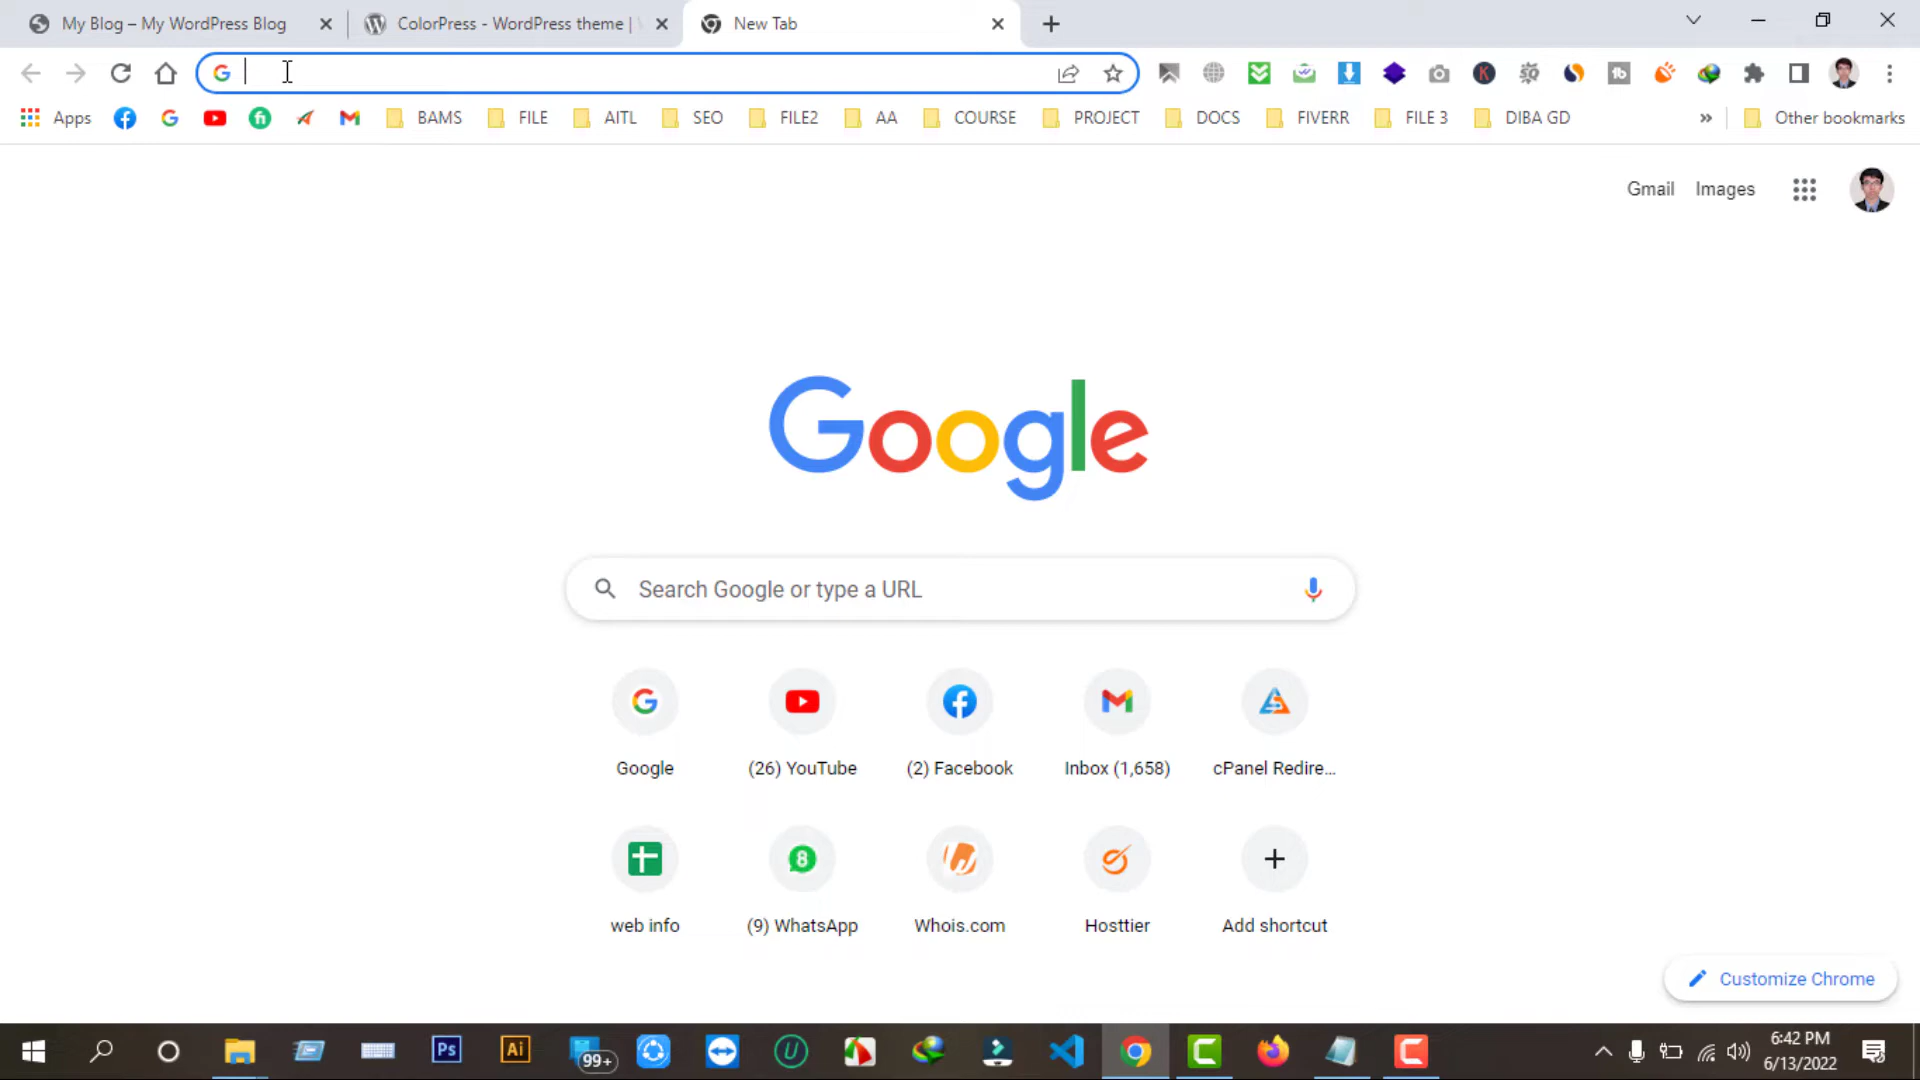 My Blog – My WordPress Blog
ColorPress - WordPress theme |
New Tab
Apps
BAMS
FILE
AITL
SEO
FILE2
AA
COURSE
PROJECT
DOCS
FIVERR
FILE 3
DIBA GD
Other bookmarks
Gmail
Images
Google
Search Google or type a URL
Google
(26) YouTube
(2) Facebook
Inbox (1,658)
cPanel Redire...
web info
(9) WhatsApp
Whois.com
Hosttier
Add shortcut
Customize Chrome
Ps
Ai
99+
6:42 PM
6/13/2022